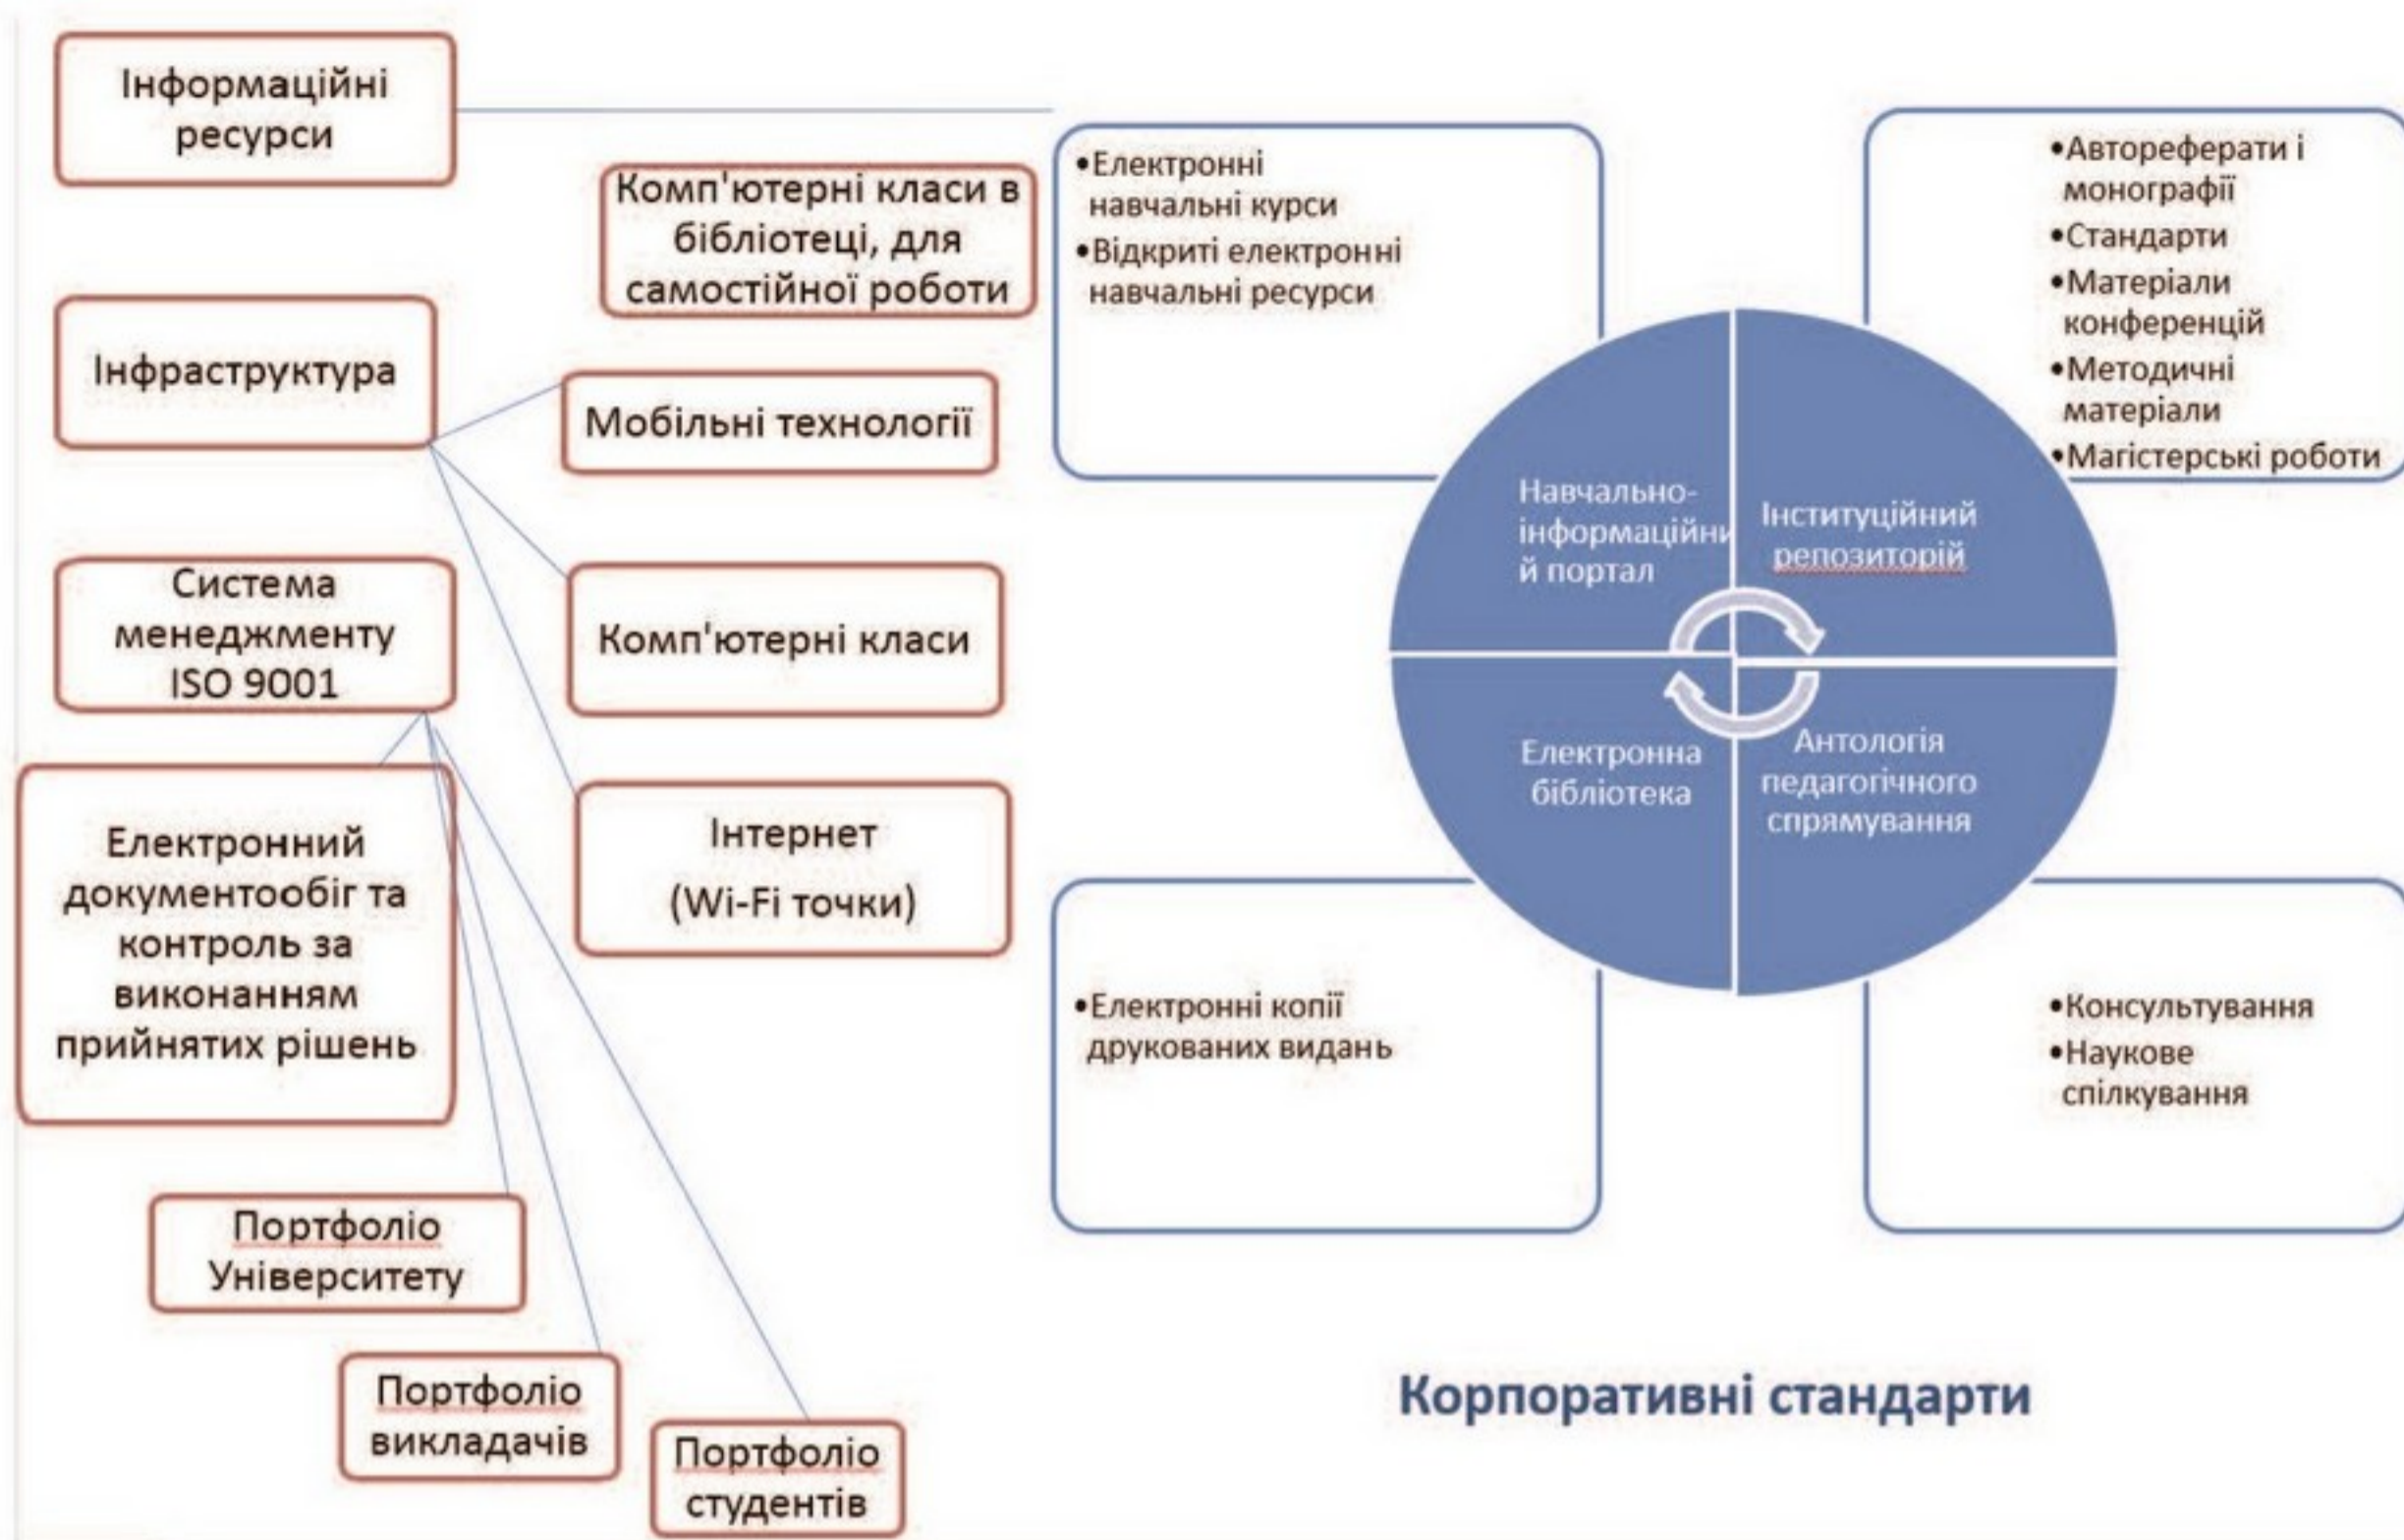 Інформаційні
ресурси
Комп'ютерні класи в
бібліотеці, для
самостійної роботи
Інфраструктура
Мобільні технології
Система
менеджменту
ISO 9001
Комп'ютерні класи
Електронний
документообіг та
контроль за
виконанням
прийнятих рішень
Інтернет
(Wi-Fi точки)
Портфоліо
Університету
Портфоліо
викладачів
Портфоліо
студентів
•Електронні
навчальні курси
•Відкриті електронні
навчальні ресурси
•Автореферати і
монографії
•Стандарти
•Матеріали
конференцій
•Методичні
матеріали
•Магістерські роботи
Навчально-
інформаційни
й портал
Інституційний
репозиторій
Електронна
бібліотека
Антологія
педагогічного
спрямування
•Електронні копії
друкованих видань
•Консультування
•Наукове
спілкування
Корпоративні стандарти